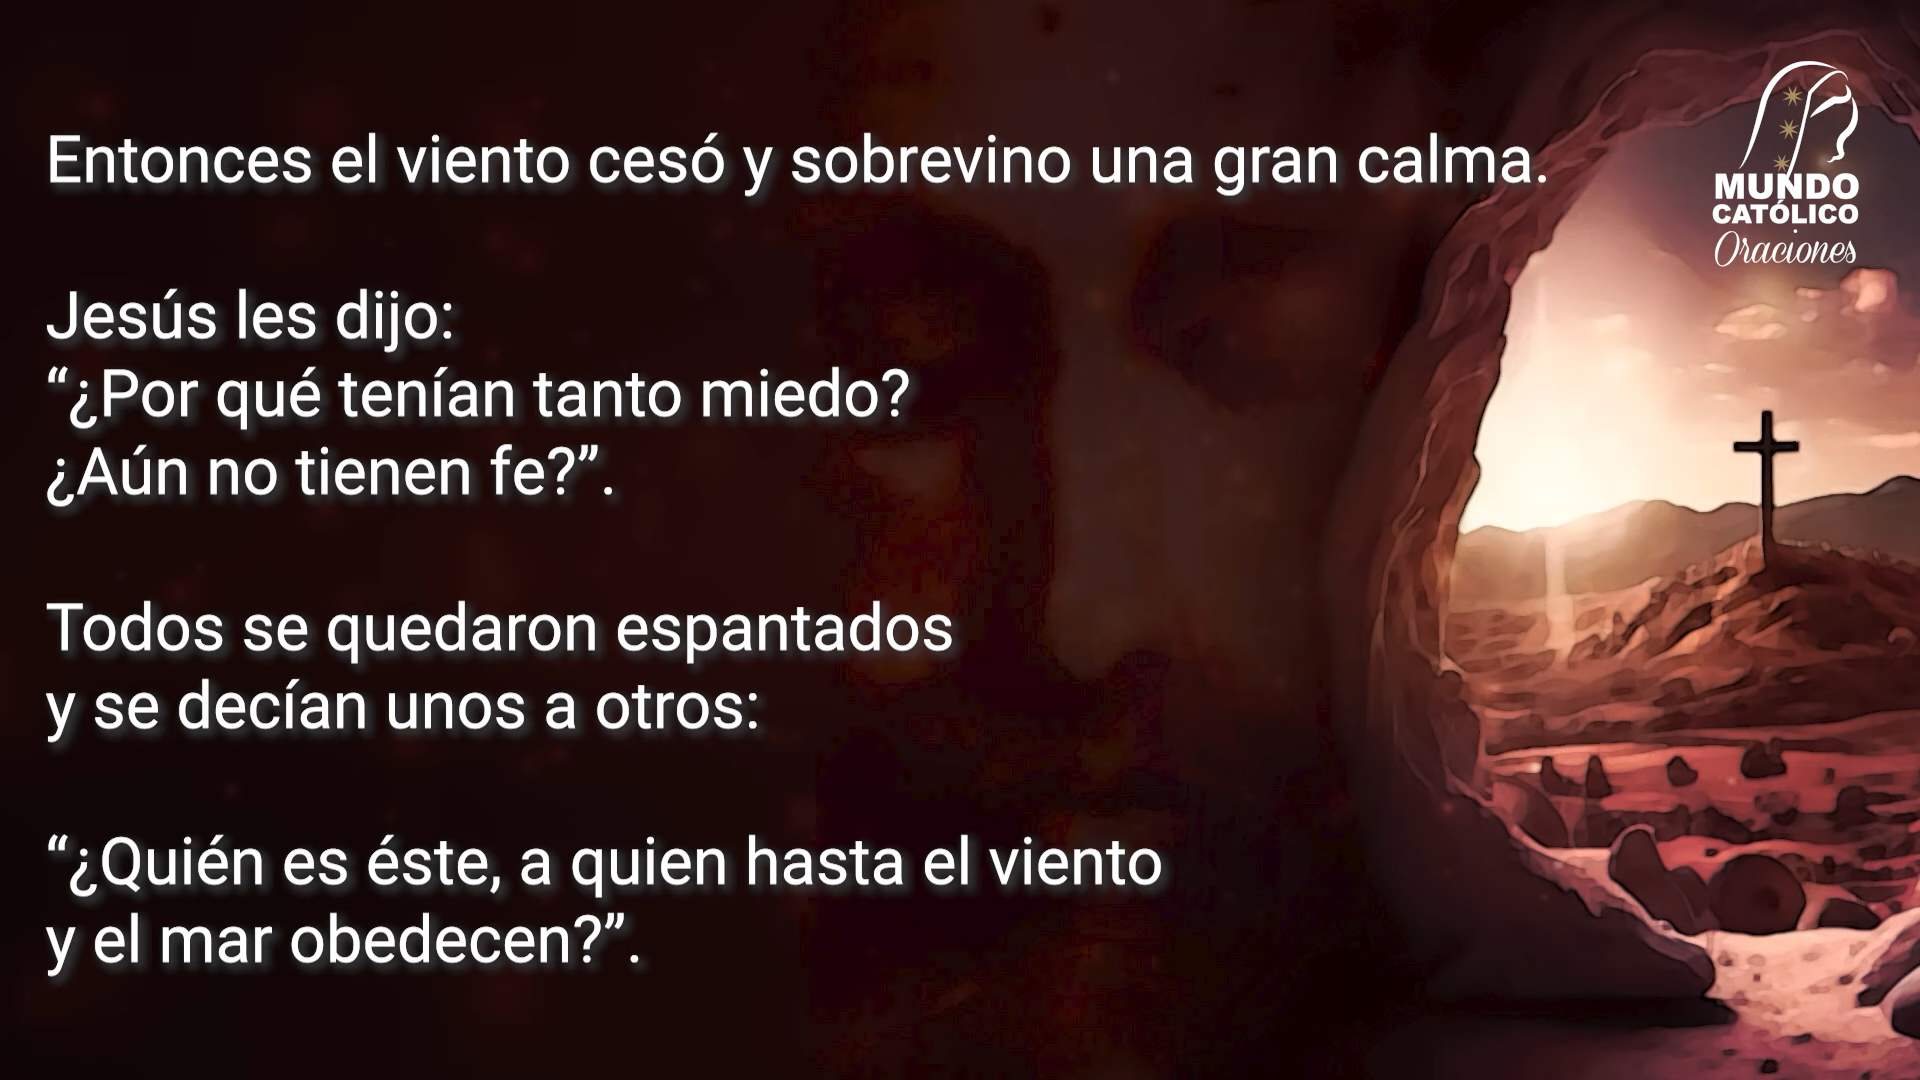 Entonces el viento cesó y sobrevino una gran calma.
Jesús les dijo:
“¿Por qué tenían tanto miedo?
¿Aún no tienen fe?”.
Todos se quedaron espantados
y se decían unos a otros:
“¿Quién es éste, a quien hasta el viento
y el mar obedecen?”.
MUNDO
CATÓLICO
Oraciones